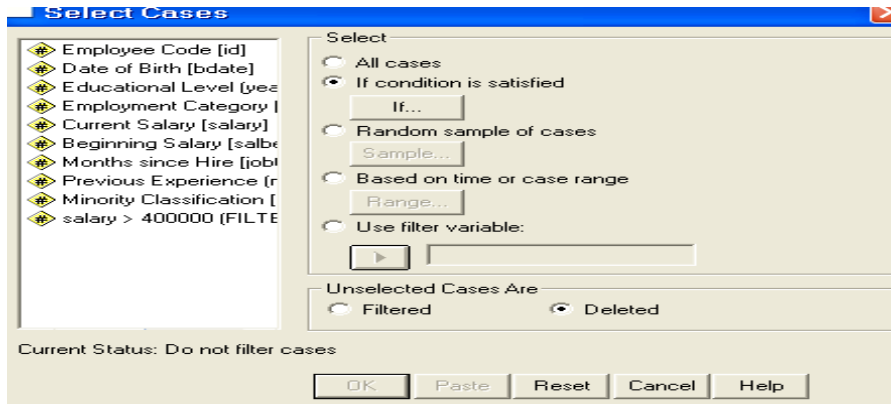 Select Cases
Employee Code [id]
Date of Birth [bdate]
Educational Level (yea
Employment Category [
Current Salary [salary]
Beginning Salary [salbe
Months since Hire [jobt
Previous Experience (r
Minority Classification [
salary > 400000 (FILTE
Select
All cases
If condition is satisfied
If...
Random sample of cases
Sample...
Based on time or case range
Range...
Use filter variable:
Unselected Cases Are
Filtered
Deleted
Current Status: Do not filter cases
OK
Paste
Reset
Cancel
Help